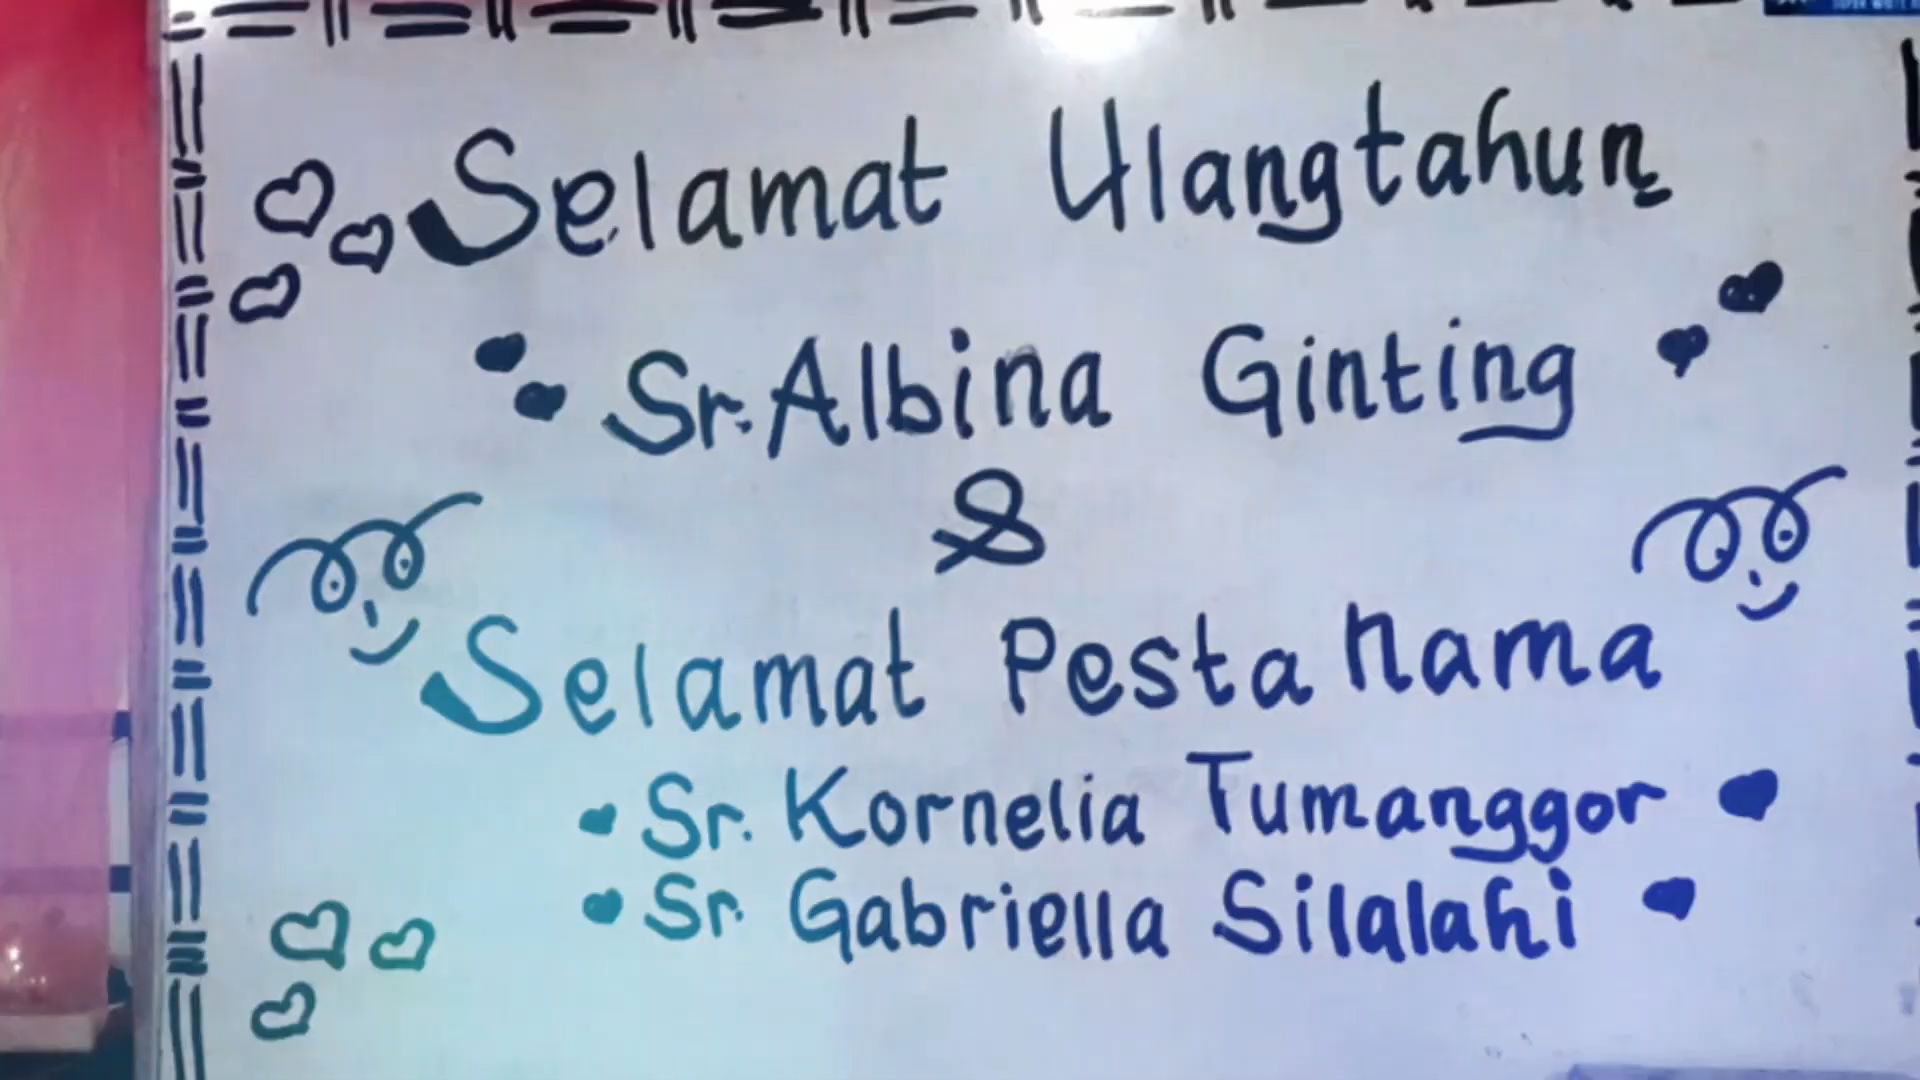 Selamat Ulangtahun
Sr. Albina Ginting
&
Selamat Pesta Nama
Sr. Kornelia Tumanggor
Sr. Gabriella Silalahi